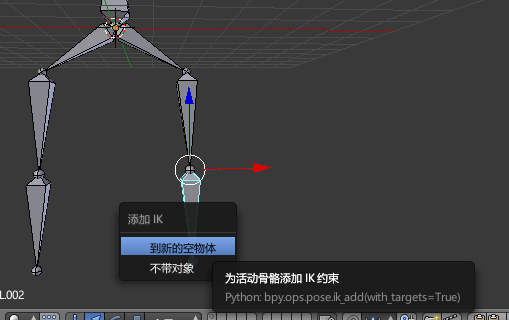 添加 IK
到新的空物体
不带对象
为活动骨骼添加 IK 约束
Python: bpy.ops.pose.ik_add(with_targets=True)
L.002